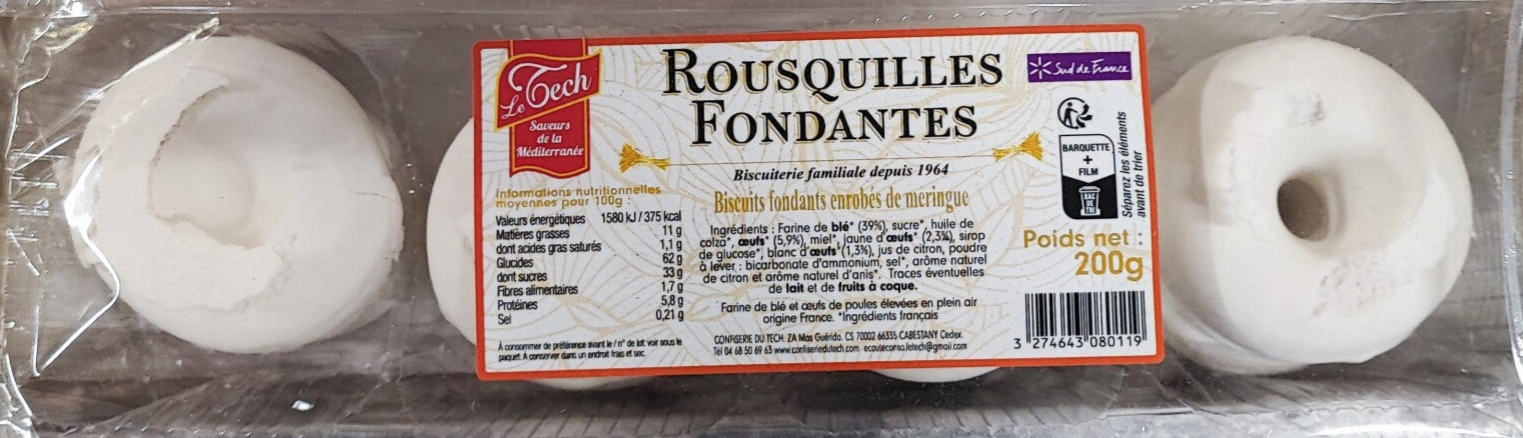 Le Tech
Saveurs
de la
Méditerranée
ROUSQUILLES
FONDANTES
Biscuiterie familiale depuis 1964
Biscuits fondants enrobés de meringue
Informations nutritionnelles
moyennes pour 100g :
Valeurs énergétiques 1580 kJ / 375 kcal
Matières grasses 11 g
dont acides gras saturés 1,1 g
Glucides 62 g
dont sucres 33 g
Fibres alimentaires 1,7 g
Protéines 5,8 g
Sel 0,21 g
A consommer de préférence avant le / n° de lot voir sous le
paquet. A conserver dans un endroit frais et sec.
Ingrédients : Farine de blé* (39%), sucre*, huile de
colza*, œufs* (5,9%), miel*, jaune d'œufs* (2,3%), sirop
de glucose*, blanc d'œufs*(1,3%), jus de citron, poudre
à lever : bicarbonate d'ammonium, sel*, arôme naturel
de citron et arôme naturel d'anis*. Traces éventuelles
de lait et de fruits à coque.
Farine de blé et œufs de poules élevées en plein air
origine France. *Ingrédients français
CONFISERIE DU TECH. ZA Mas Guérido. CS 70002 66335 CABESTANY Cedex.
Tél 04 68 50 69 63 www.confiseriedutech.com ecouteconso.letech@gmail.com
Sud de France
BARQUETTE
+
FILM
BAC
DE
TRI
Séparez les éléments
avant de trier
Poids net :
200g
3 274643 080119